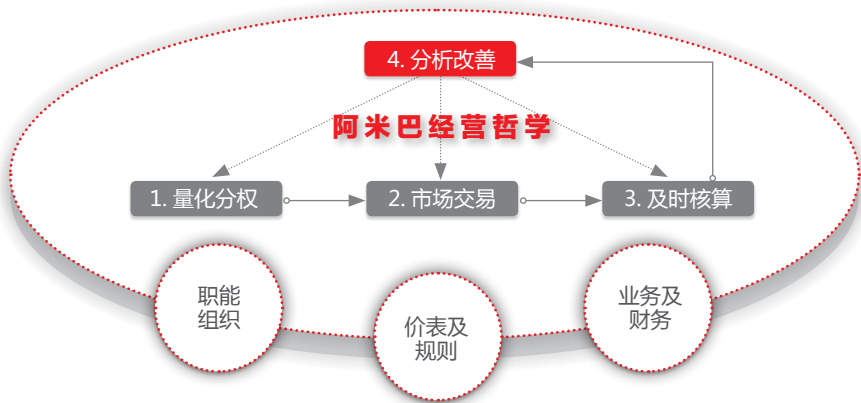 4. 分析改善
阿米巴经营哲学
1. 量化分权
2. 市场交易
3. 及时核算
职能
组织
价表及
规则
业务及
财务